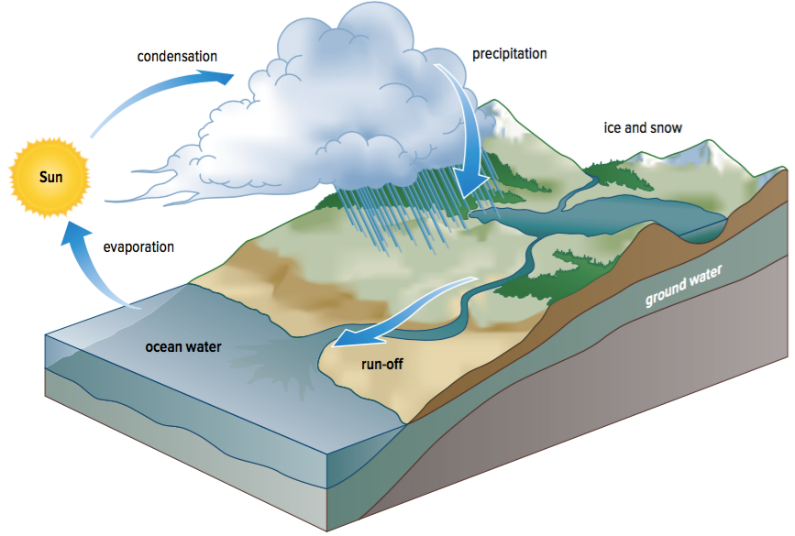 condensation
precipitation
ice and snow
Sun
evaporation
ground water
ocean water
run-off